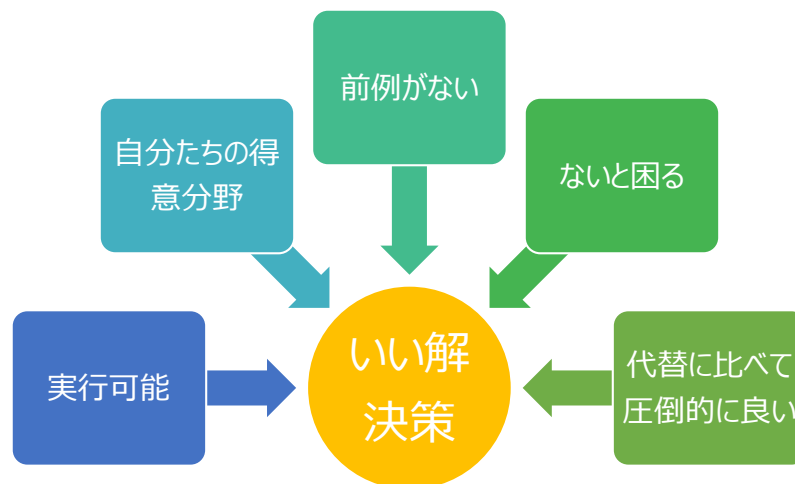 前例がない
自分たちの得
意分野
ないと困る
実行可能
いい解
決策
代替に比べて
圧倒的に良い